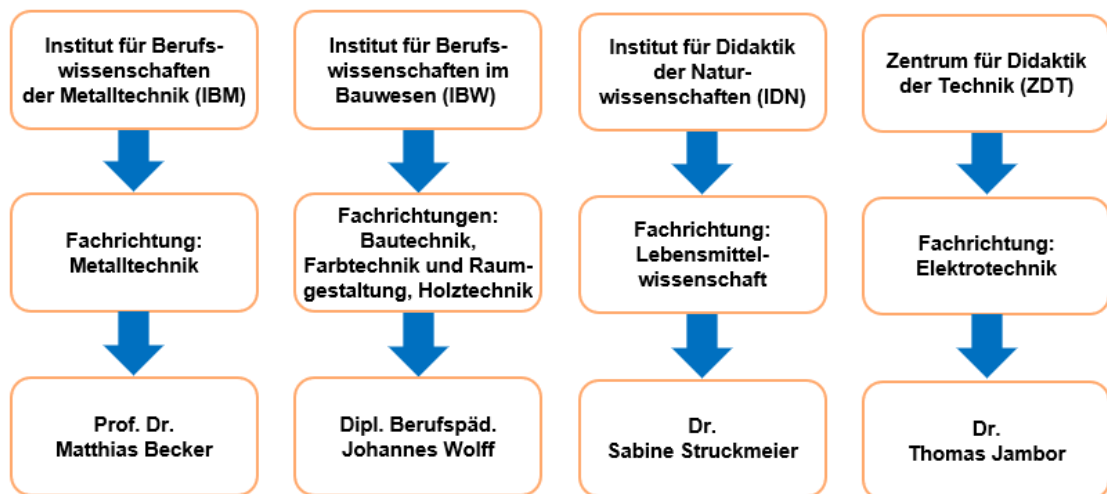 Institut für Berufs-
wissenschaften
der Metalltechnik (IBM)
Institut für Berufs-
wissenschaften im
Bauwesen (IBW)
Institut für Didaktik
der Natur-
wissenschaften (IDN)
Zentrum für Didaktik
der Technik (ZDT)
Fachrichtung:
Metalltechnik
Fachrichtungen:
Bautechnik,
Farbtechnik und Raum-
gestaltung, Holztechnik
Fachrichtung:
Lebensmittel-
wissenschaft
Fachrichtung:
Elektrotechnik
Prof. Dr.
Matthias Becker
Dipl. Berufspäd.
Johannes Wolff
Dr.
Sabine Struckmeier
Dr.
Thomas Jambor